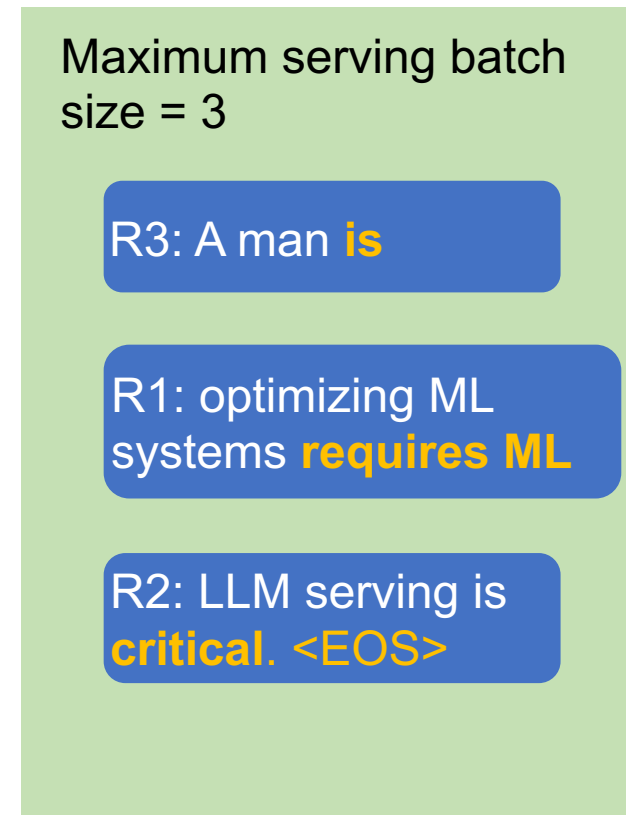 Maximum serving batch
size = 3
R3: A man is
R1: optimizing ML
systems requires ML
R2: LLM serving is
critical. <EOS>